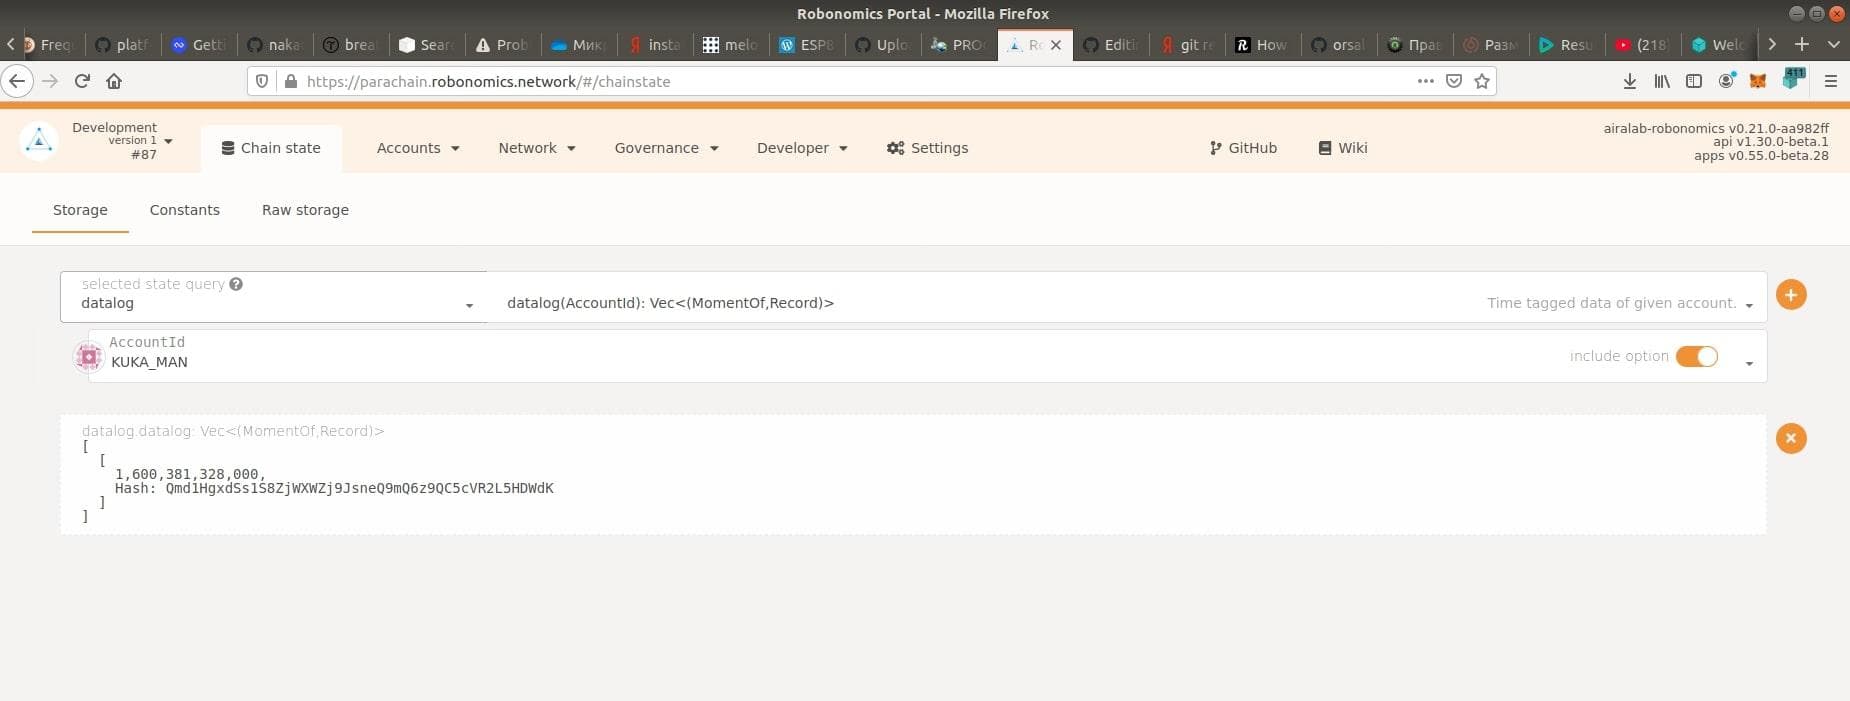 Robonomics Portal - Mozilla Firefox
Freq platf Getti naka brea Sear Prob Мик insta melo ESP8 Uplo PRO Ro Editi git re How orsal Пра Разм Resu (218) Welc
https://parachain.robonomics.network/#/chainstate
411
Development
version 1
#87
Chain state
Accounts
Network
Governance
Developer
Settings
GitHub
Wiki
airalab-robonomics v0.21.0-aa982ff
api v1.30.0-beta.1
apps v0.55.0-beta.28
Storage
Constants
Raw storage
selected state query
datalog
datalog(AccountId): Vec<(MomentOf,Record)>
Time tagged data of given account.
AccountId
KUKA_MAN
include option
datalog.datalog: Vec<(MomentOf,Record)>
[
[
1,600,381,328,000,
Hash: Qmd1HgxdSs1S8ZjWXWZj9JsneQ9mQ6z9QC5cVR2L5HDWdK
]
]